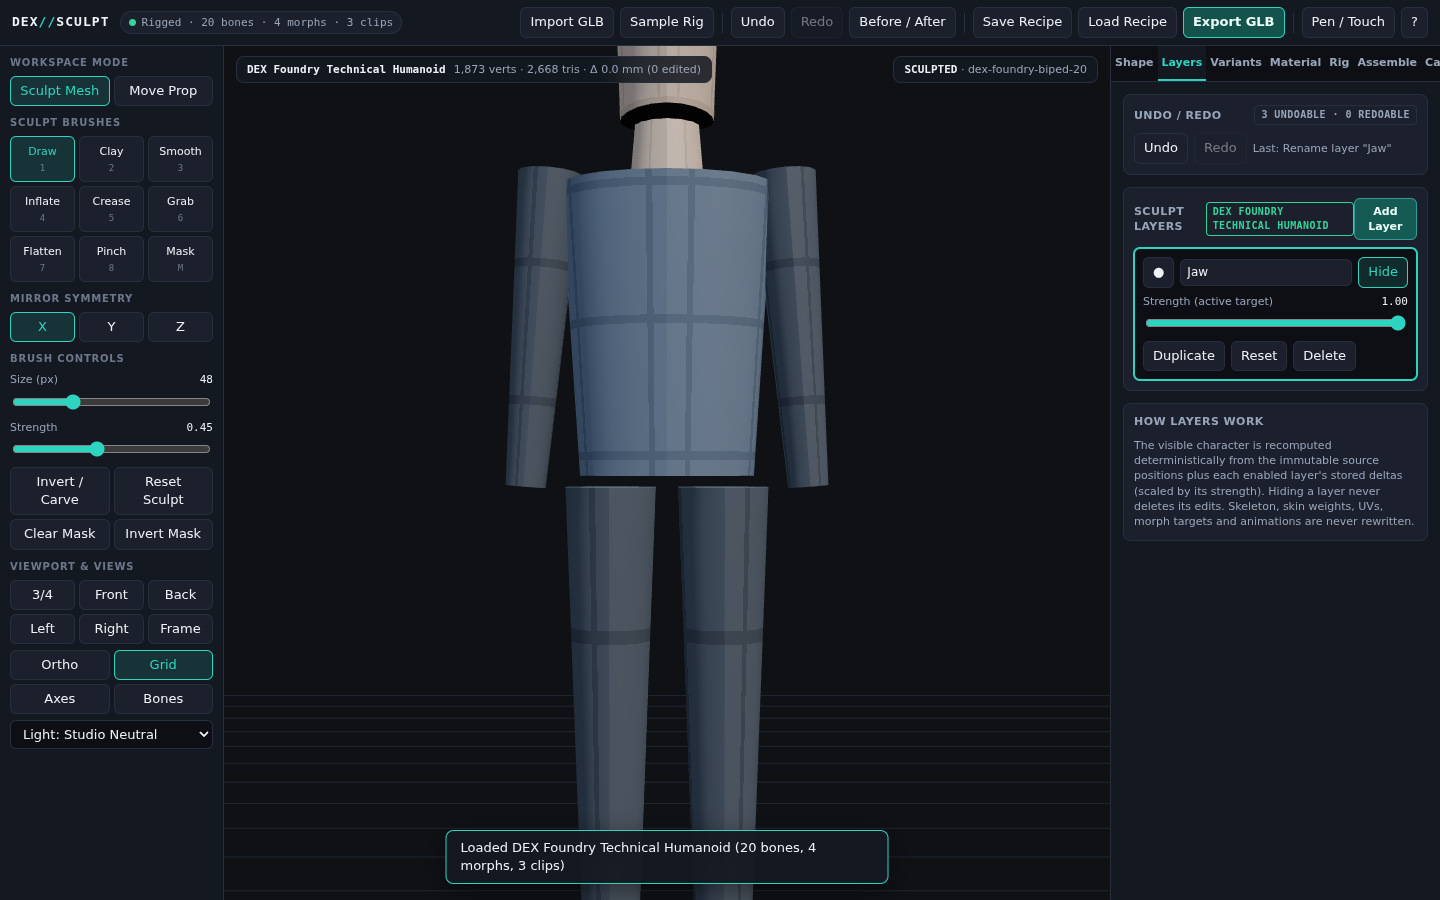 DEX//SCULPT
Rigged · 20 bones · 4 morphs · 3 clips
Import GLB
Sample Rig
Undo
Redo
Before / After
Save Recipe
Load Recipe
Export GLB
Pen / Touch
?
WORKSPACE MODE
Sculpt Mesh
Move Prop
SCULPT BRUSHES
Draw
1
Clay
2
Smooth
3
Inflate
4
Crease
5
Grab
6
Flatten
7
Pinch
8
Mask
M
MIRROR SYMMETRY
X
Y
Z
BRUSH CONTROLS
Size (px)
48
Strength
0.45
Invert /
Carve
Reset
Sculpt
Clear Mask
Invert Mask
VIEWPORT & VIEWS
3/4
Front
Back
Left
Right
Frame
Ortho
Grid
Axes
Bones
Light: Studio Neutral
DEX Foundry Technical Humanoid 1,873 verts · 2,668 tris · Δ 0.0 mm (0 edited)
SCULPTED · dex-foundry-biped-20
Loaded DEX Foundry Technical Humanoid (20 bones, 4
morphs, 3 clips)
Shape
Layers
Variants
Material
Rig
Assemble
Ca
UNDO / REDO
3 UNDOABLE · 0 REDOABLE
Undo
Redo
Last: Rename layer "Jaw"
SCULPT
LAYERS
DEX FOUNDRY
TECHNICAL HUMANOID
Add
Layer
Jaw
Hide
Strength (active target)
1.00
Duplicate
Reset
Delete
HOW LAYERS WORK
The visible character is recomputed
deterministically from the immutable source
positions plus each enabled layer's stored deltas
(scaled by its strength). Hiding a layer never
deletes its edits. Skeleton, skin weights, UVs,
morph targets and animations are never rewritten.